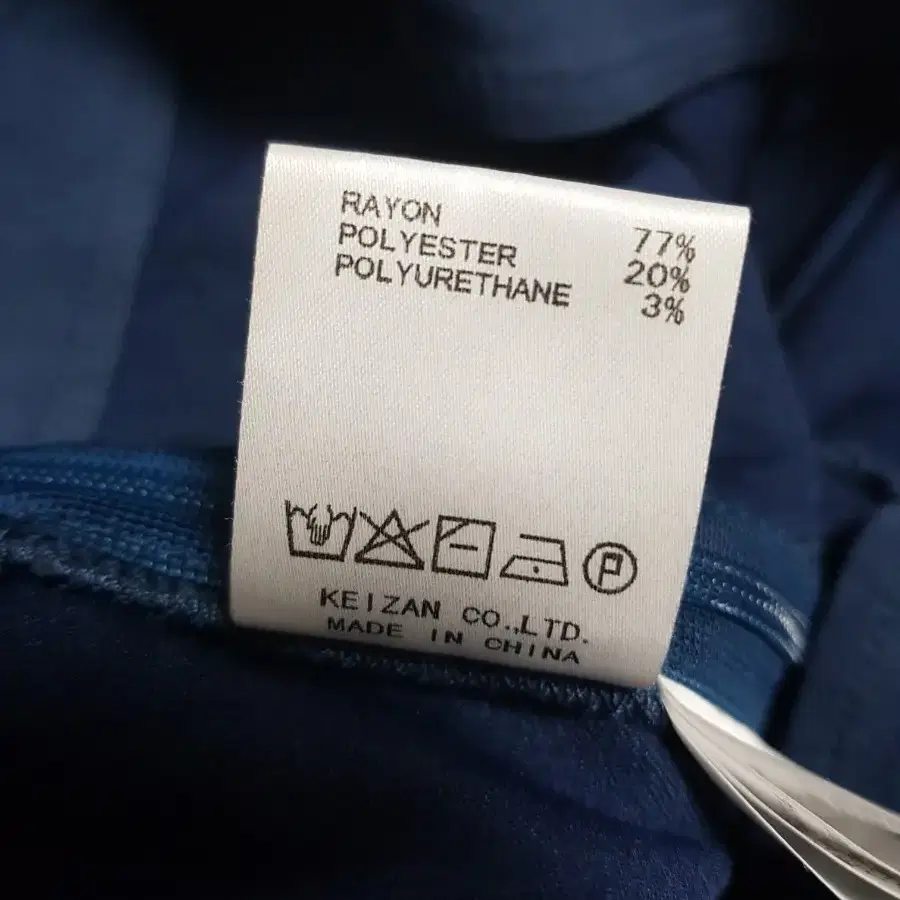 RAYON 77%
POLYESTER 20%
POLYURETHANE 3%
P
KEIZAN CO.,LTD.
MADE IN CHINA